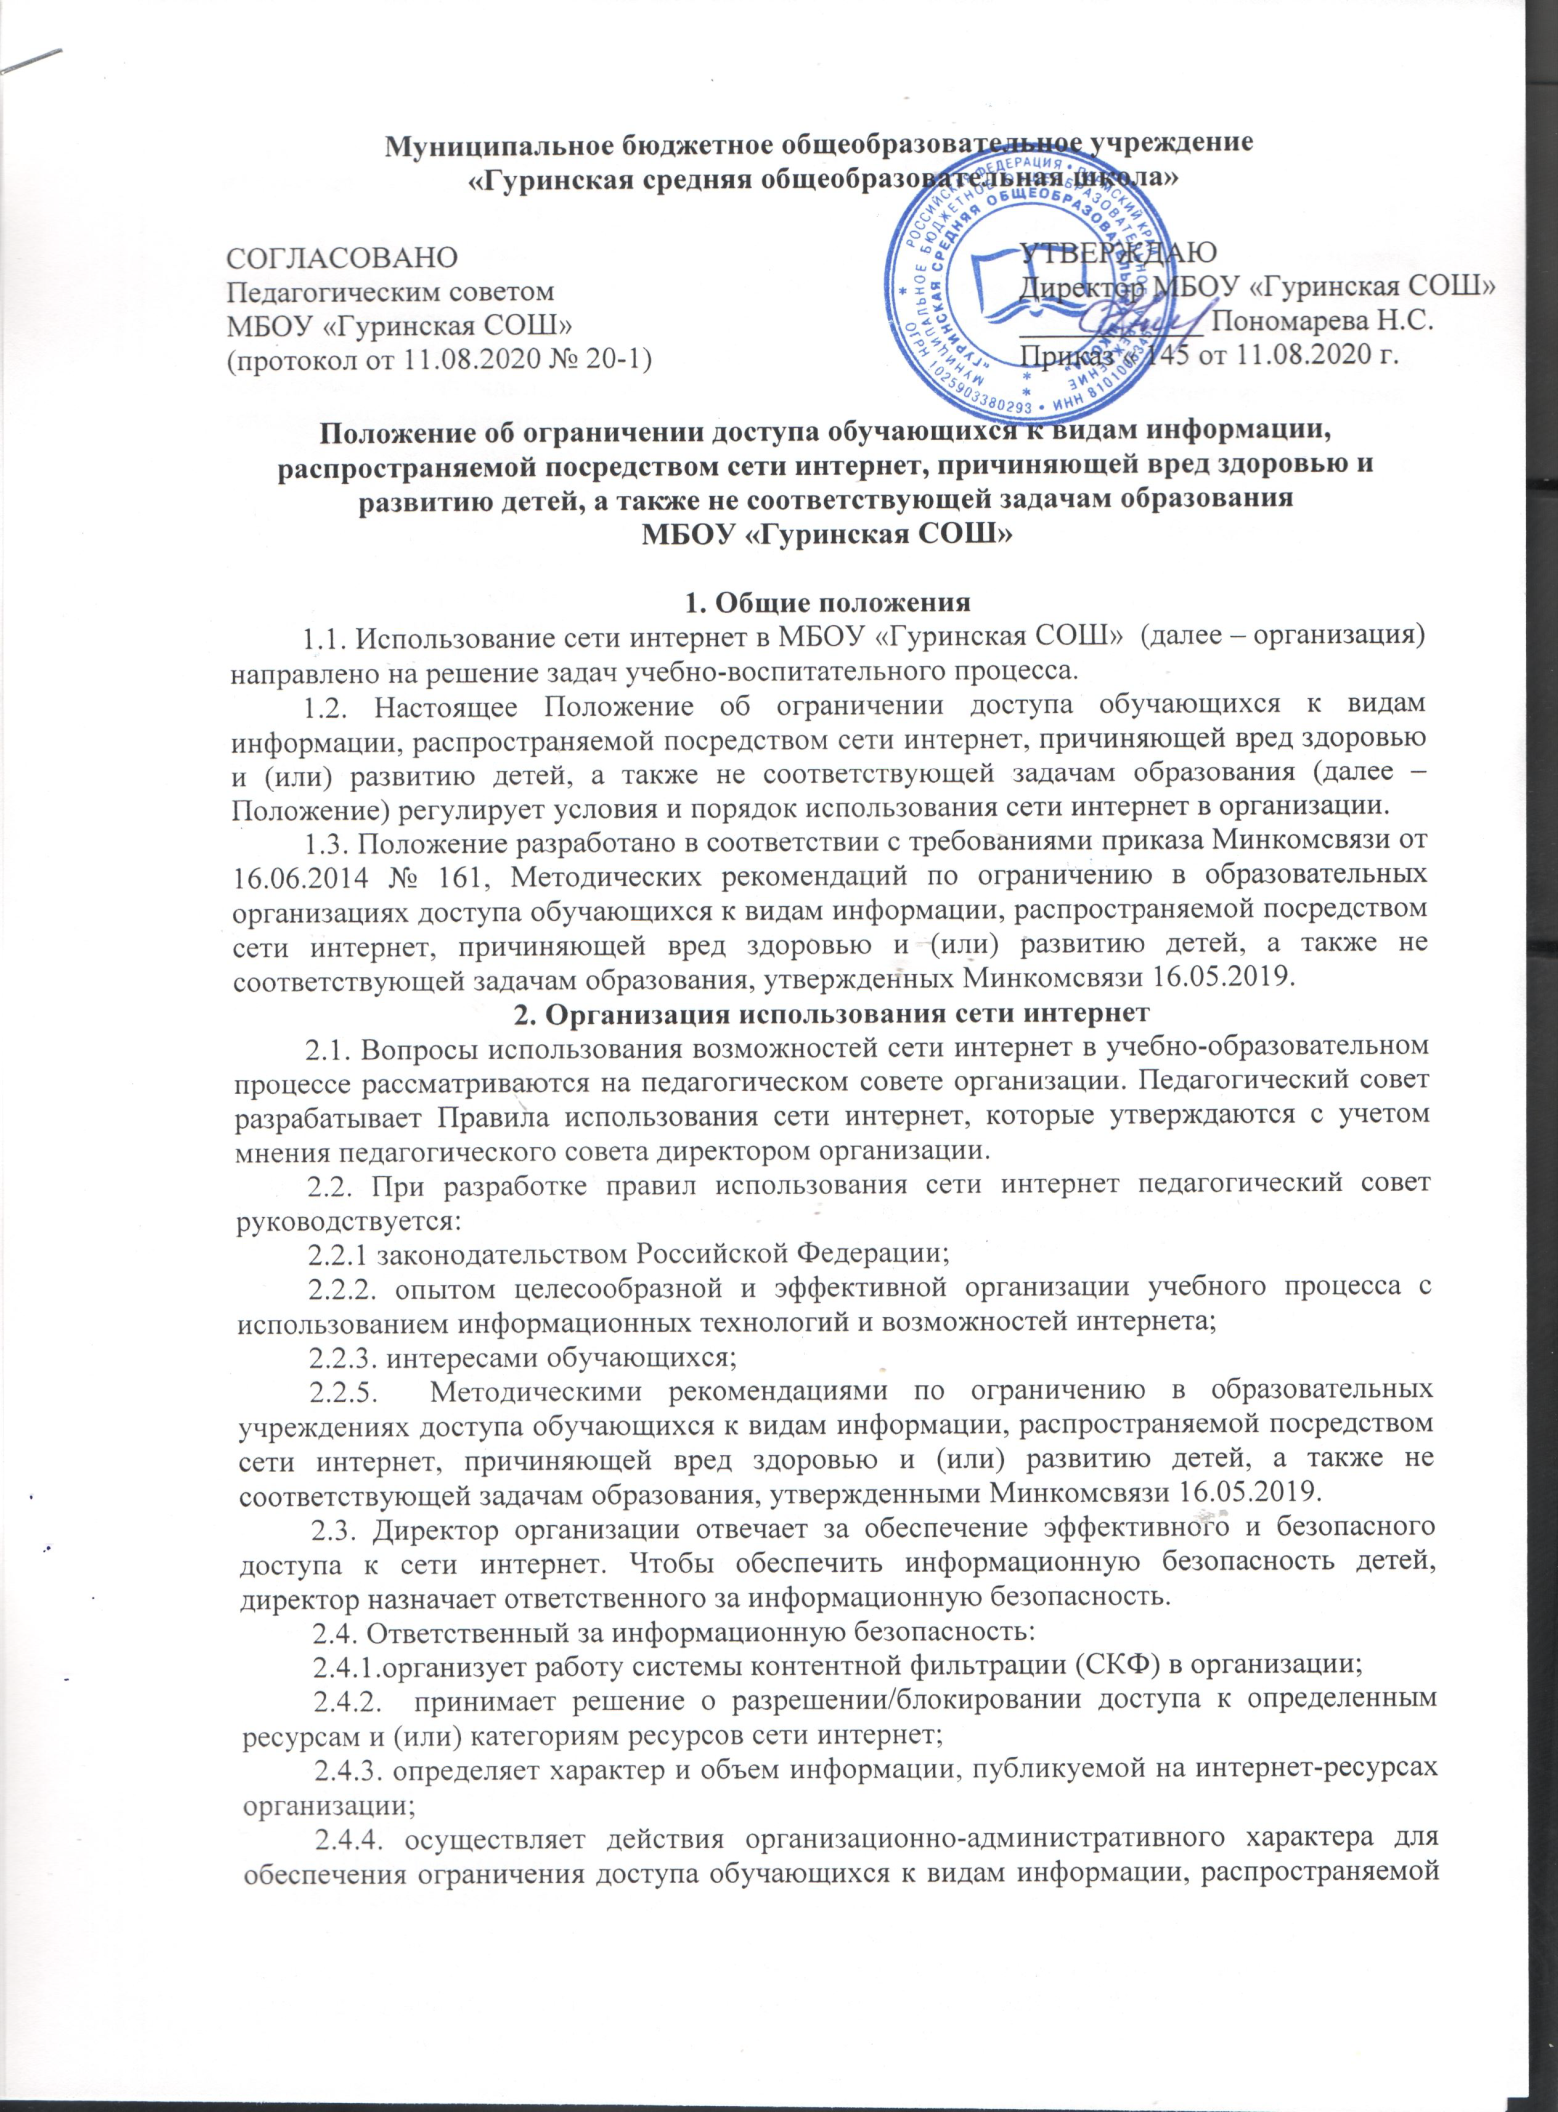 Муниципальное бюджетное общеобразовательное учреждение
«Гуринская средняя общеобразовательная школа»
СОГЛАСОВАНО
Педагогическим советом
МБОУ «Гуринская СОШ»
(протокол от 11.08.2020 № 20-1)
УТВЕРЖДАЮ
Директор МБОУ «Гуринская СОШ»
Пономарева Н.С.
Приказ 145 от 11.08.2020 г.
РОССИЙСКАЯ ФЕДЕРАЦИЯ • ПЕРМСКИЙ КРАЙ
ОГРН 1025903380293 • ИНН
МУНИЦИПАЛЬНОЕ БЮДЖЕТНОЕ ОБЩЕОБРАЗОВАТЕЛЬНОЕ УЧРЕЖДЕНИЕ
"ГУРИНСКАЯ СРЕДНЯЯ ОБЩЕОБРАЗОВАТЕЛЬНАЯ ШКОЛА"
Положение об ограничении доступа обучающихся к видам информации,
распространяемой посредством сети интернет, причиняющей вред здоровью и
развитию детей, а также не соответствующей задачам образования
МБОУ «Гуринская СОШ»
1. Общие положения
1.1. Использование сети интернет в МБОУ «Гуринская СОШ» (далее – организация)
направлено на решение задач учебно-воспитательного процесса.
1.2. Настоящее Положение об ограничении доступа обучающихся к видам
информации, распространяемой посредством сети интернет, причиняющей вред здоровью
и (или) развитию детей, а также не соответствующей задачам образования (далее –
Положение) регулирует условия и порядок использования сети интернет в организации.
1.3. Положение разработано в соответствии с требованиями приказа Минкомсвязи от
16.06.2014 № 161, Методических рекомендаций по ограничению в образовательных
организациях доступа обучающихся к видам информации, распространяемой посредством
сети интернет, причиняющей вред здоровью и (или) развитию детей, а также не
соответствующей задачам образования, утвержденных Минкомсвязи 16.05.2019.
2. Организация использования сети интернет
2.1. Вопросы использования возможностей сети интернет в учебно-образовательном
процессе рассматриваются на педагогическом совете организации. Педагогический совет
разрабатывает Правила использования сети интернет, которые утверждаются с учетом
мнения педагогического совета директором организации.
2.2. При разработке правил использования сети интернет педагогический совет
руководствуется:
2.2.1 законодательством Российской Федерации;
2.2.2. опытом целесообразной и эффективной организации учебного процесса с
использованием информационных технологий и возможностей интернета;
2.2.3. интересами обучающихся;
2.2.5. Методическими рекомендациями по ограничению в образовательных
учреждениях доступа обучающихся к видам информации, распространяемой посредством
сети интернет, причиняющей вред здоровью и (или) развитию детей, а также не
соответствующей задачам образования, утвержденными Минкомсвязи 16.05.2019.
2.3. Директор организации отвечает за обеспечение эффективного и безопасного
доступа к сети интернет. Чтобы обеспечить информационную безопасность детей,
директор назначает ответственного за информационную безопасность.
2.4. Ответственный за информационную безопасность:
2.4.1.организует работу системы контентной фильтрации (СКФ) в организации;
2.4.2. принимает решение о разрешении/блокировании доступа к определенным
ресурсам и (или) категориям ресурсов сети интернет;
2.4.3. определяет характер и объем информации, публикуемой на интернет-ресурсах
организации;
2.4.4. осуществляет действия организационно-административного характера для
обеспечения ограничения доступа обучающихся к видам информации, распространяемой